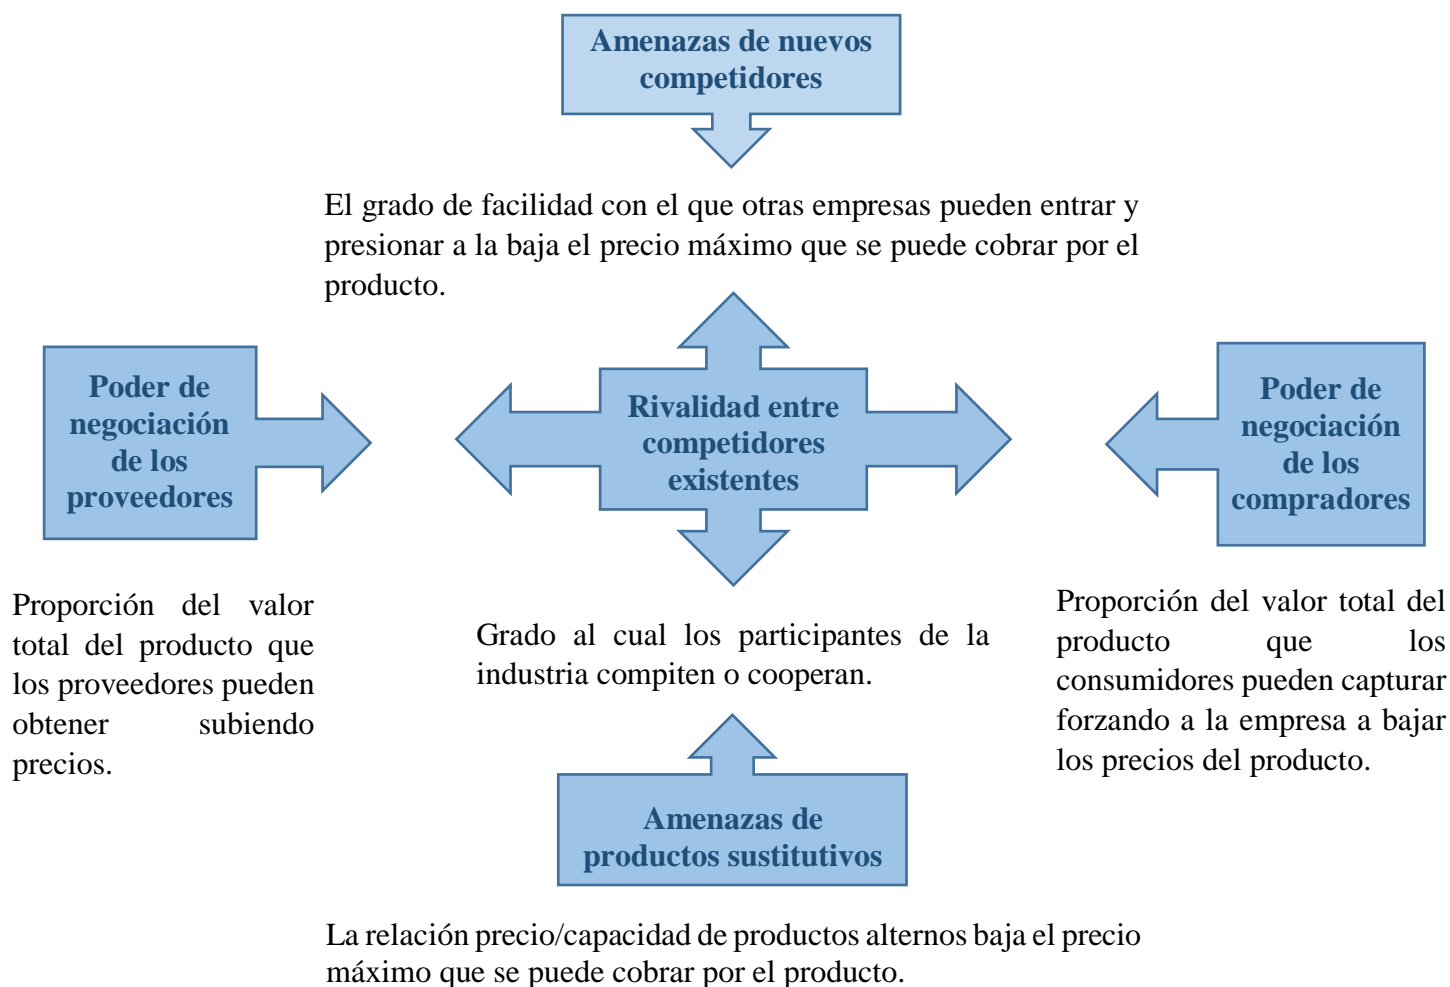 Amenazas de nuevos
competidores
El grado de facilidad con el que otras empresas pueden entrar y
presionar a la baja el precio máximo que se puede cobrar por el
producto.
Poder de
negociación
de los
proveedores
Rivalidad entre
competidores
existentes
Poder de
negociación
de los
compradores
Proporción del valor
total del producto que
los proveedores pueden
obtener subiendo
precios.
Grado al cual los participantes de la
industria compiten o cooperan.
Proporción del valor total del
producto que los
consumidores pueden capturar
forzando a la empresa a bajar
los precios del producto.
Amenazas de
productos sustitutivos
La relación precio/capacidad de productos alternos baja el precio
máximo que se puede cobrar por el producto.